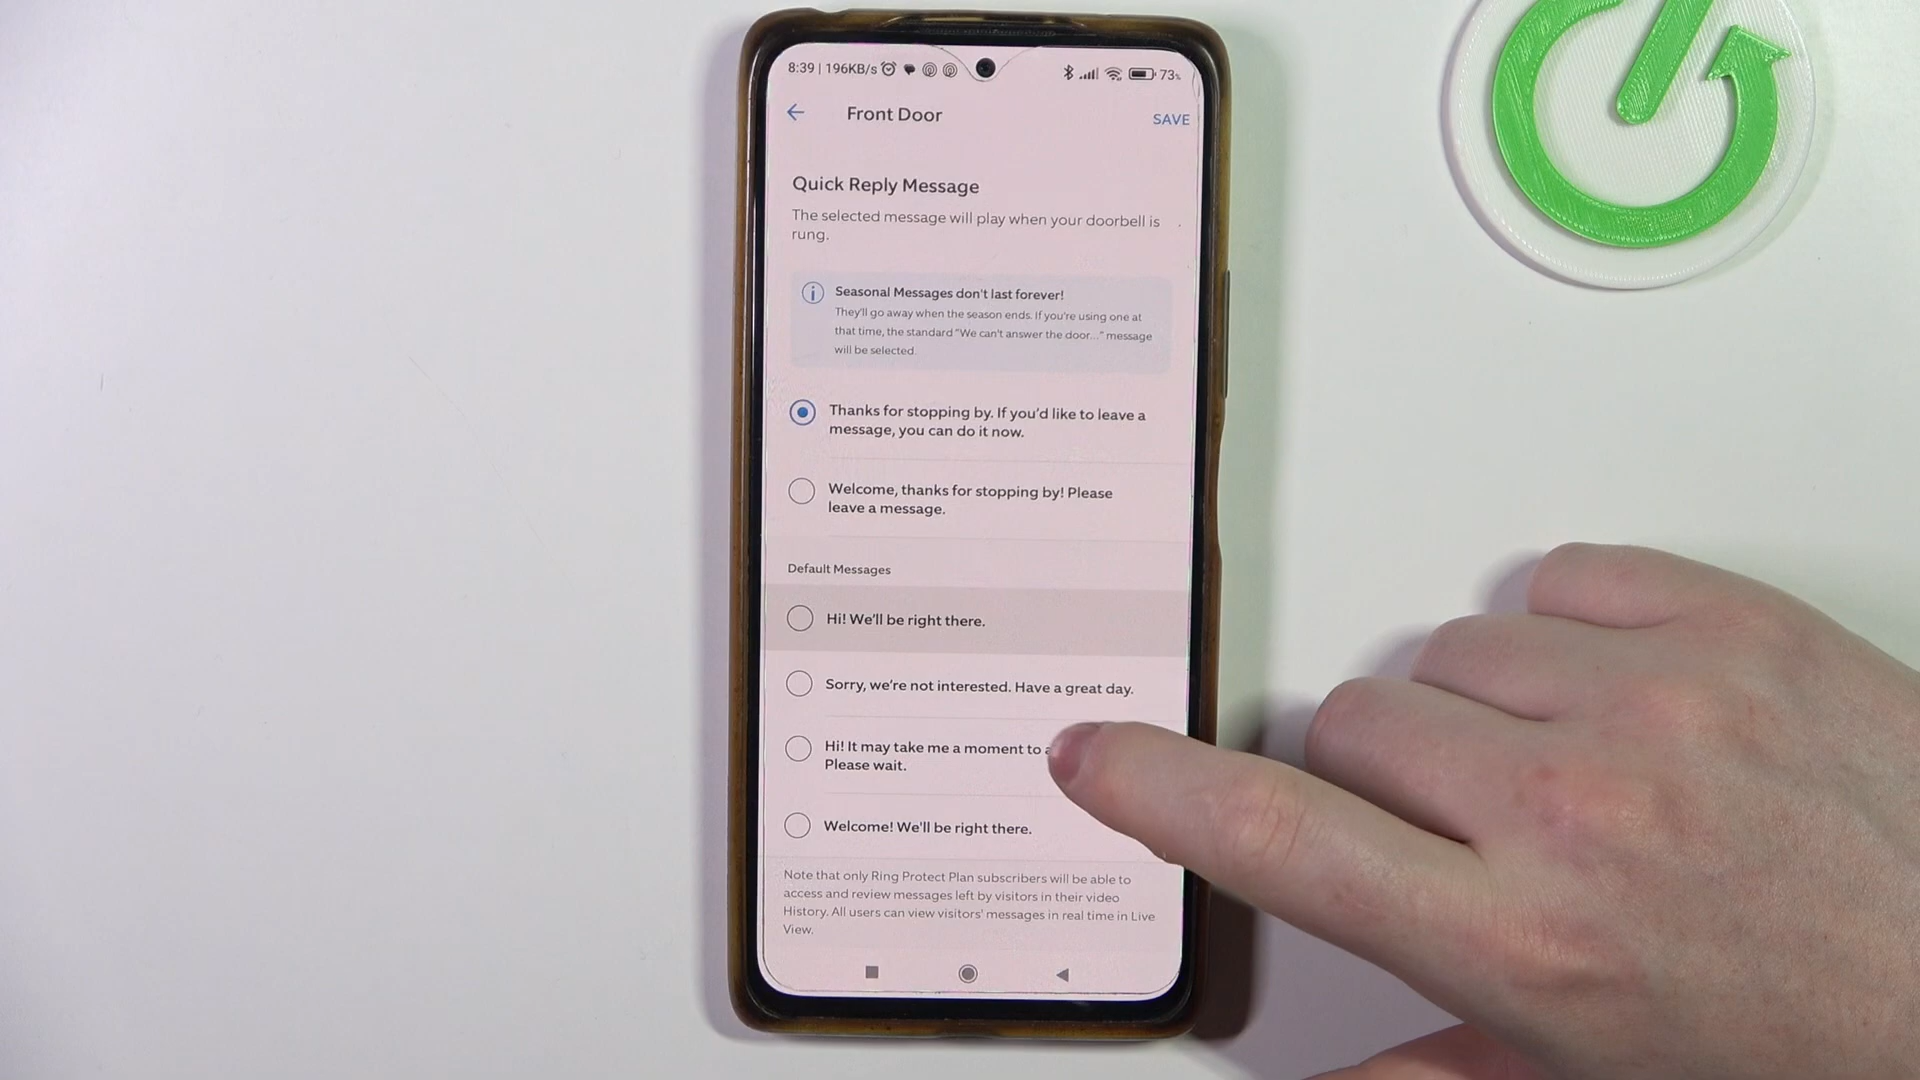 8:39 | 196KB/s
73%
Front Door
SAVE
Quick Reply Message
The selected message will play when your doorbell is
rung.
Seasonal Messages don't last forever!
They'll go away when the season ends. If you're using one at
that time, the standard "We can't answer the door..." message
will be selected.
Thanks for stopping by. If you'd like to leave a
message, you can do it now.
Welcome, thanks for stopping by! Please
leave a message.
Default Messages
Hi! We'll be right there.
Sorry, we're not interested. Have a great day.
Hi! It may take me a moment to
Please wait.
Welcome! We'll be right there.
Note that only Ring Protect Plan subscribers will be able to
access and review messages left by visitors in their video
History. All users can view visitors' messages in real time in Live
View.